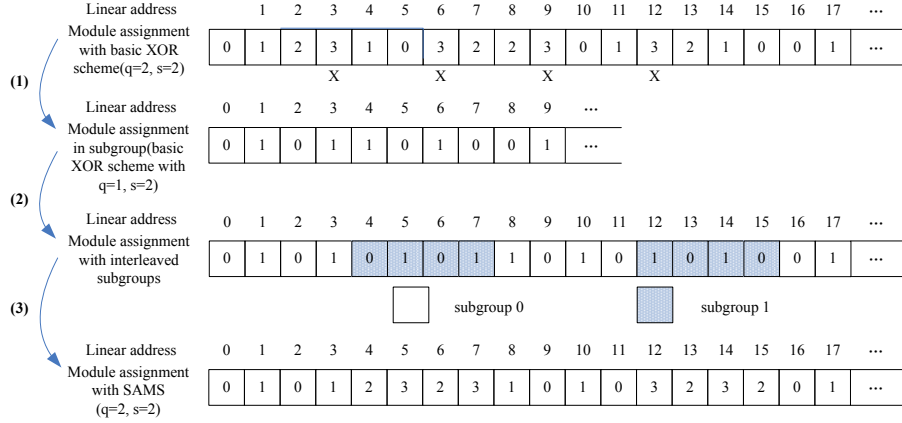 Linear address 1 2 3 4 5 6 7 8 9 10 11 12 13 14 15 16 17 ...
Module assignment
with basic XOR
scheme(q=2, s=2)
0 1 2 3 1 0 3 2 2 3 0 1 3 2 1 0 0 1 ...
X X X X
(1)
Linear address 0 1 2 3 4 5 6 7 8 9 ...
Module assignment
in subgroup(basic
XOR scheme with
q=1, s=2)
0 1 0 1 1 0 1 0 0 1 ...
(2)
Linear address 0 1 2 3 4 5 6 7 8 9 10 11 12 13 14 15 16 17 ...
Module assignment
with interleaved
subgroups
0 1 0 1 0 1 0 1 1 0 1 0 1 0 1 0 0 1 ...
(3)
subgroup 0 subgroup 1
Linear address 0 1 2 3 4 5 6 7 8 9 10 11 12 13 14 15 16 17 ...
Module assignment
with SAMS
(q=2, s=2)
0 1 0 1 2 3 2 3 1 0 1 0 3 2 3 2 0 1 ...